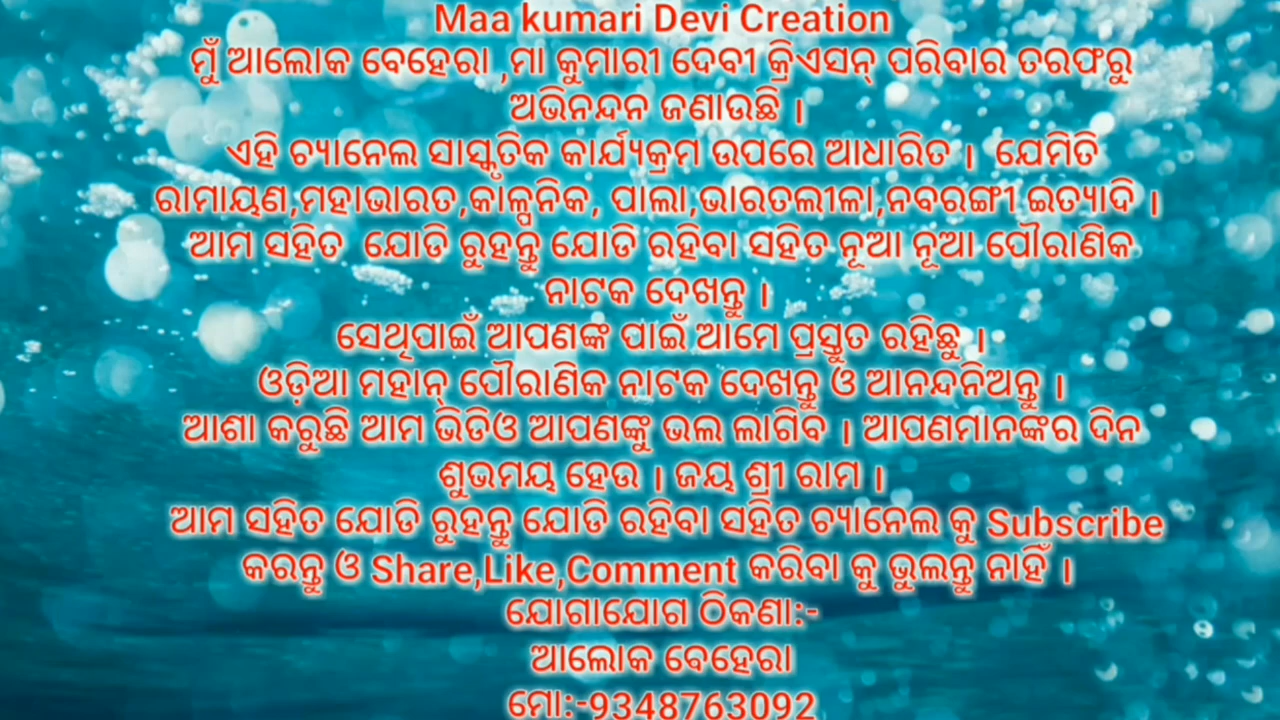 Maa kumari Devi Creation
ମୁଁ ଆଲୋକ ବେହେରା ,ମା କୁମାରୀ ଦେବୀ କ୍ରିଏସନ୍ ପରିବାର ତରଫରୁ
ଅଭିନନ୍ଦନ ଜଣାଉଛି ।
ଏହି ଚ୍ୟାନେଲ ସାସ୍କୃତିକ କାର୍ଯ୍ୟକ୍ରମ ଉପରେ ଆଧାରିତ । ଯେମିତି
ରାମାୟଣ,ମହାଭାରତ,କାଳ୍ପନିକ, ପାଲା,ଭାରତଲୀଳା,ନବରଙ୍ଗୀ ଇତ୍ୟାଦି ।
ଆମ ସହିତ ଯୋଡି ରୁହନ୍ତୁ ଯୋଡି ରହିବା ସହିତ ନୂଆ ନୂଆ ପୌରାଣିକ
ନାଟକ ଦେଖନ୍ତୁ ।
ସେଥିପାଇଁ ଆପଣଙ୍କ ପାଇଁ ଆମେ ପ୍ରସ୍ତୁତ ରହିଛୁ ।
ଓଡ଼ିଆ ମହାନ୍ ପୌରାଣିକ ନାଟକ ଦେଖନ୍ତୁ ଓ ଆନନ୍ଦନିଅନ୍ତୁ ।
ଆଶା କରୁଛି ଆମ ଭିଡିଓ ଆପଣଙ୍କୁ ଭଲ ଲାଗିବ । ଆପଣମାନଙ୍କର ଦିନ
ଶୁଭମୟ ହେଉ । ଜୟ ଶ୍ରୀ ରାମ ।
ଆମ ସହିତ ଯୋଡି ରୁହନ୍ତୁ ଯୋଡି ରହିବା ସହିତ ଚ୍ୟାନେଲ କୁ Subscribe
କରନ୍ତୁ ଓ Share,Like,Comment କରିବା କୁ ଭୁଲନ୍ତୁ ନାହିଁ ।
ଯୋଗାଯୋଗ ଠିକଣା:-
ଆଲୋକ ବେହେରା
ମୋ:-9348763092